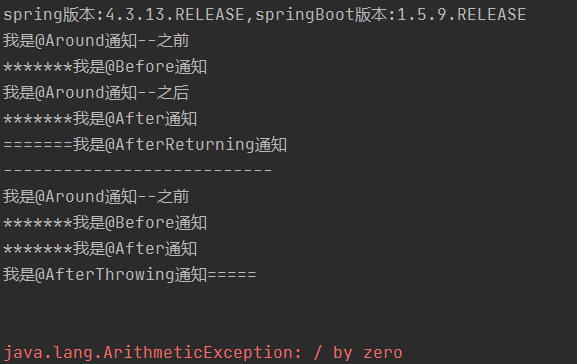 spring版本:4.3.13.RELEASE,springBoot版本:1.5.9.RELEASE
我是@Around通知--之前
*******我是@Before通知
我是@Around通知--之后
*******我是@After通知
=======我是@AfterReturning通知
---------------------------
我是@Around通知--之前
*******我是@Before通知
*******我是@After通知
我是@AfterThrowing通知=====
java.lang.ArithmeticException: / by zero